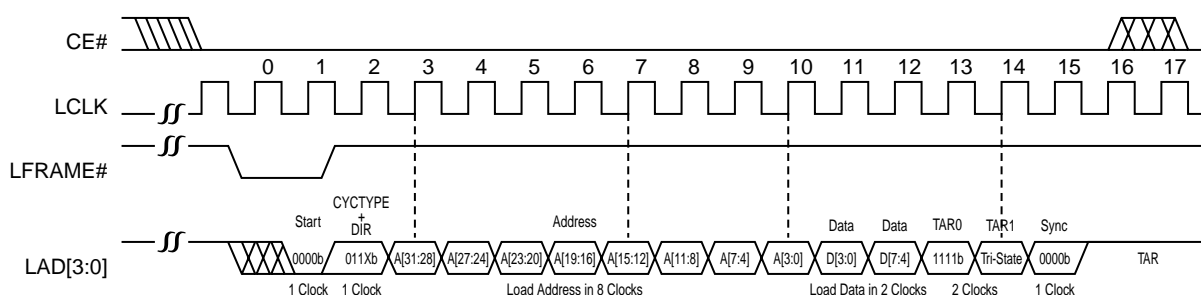 CE#
0 1 2 3 4 5 6 7 8 9 10 11 12 13 14 15 16 17
LCLK
LFRAME#
CYCTYPE
+
DIR
Start Address Data Data TAR0 TAR1 Sync
LAD[3:0] 0000b 011Xb A[31:28] A[27:24] A[23:20] A[19:16] A[15:12] A[11:8] A[7:4] A[3:0] D[3:0] D[7:4] 1111b Tri-State 0000b TAR
1 Clock 1 Clock Load Address in 8 Clocks Load Data in 2 Clocks 2 Clocks 1 Clock